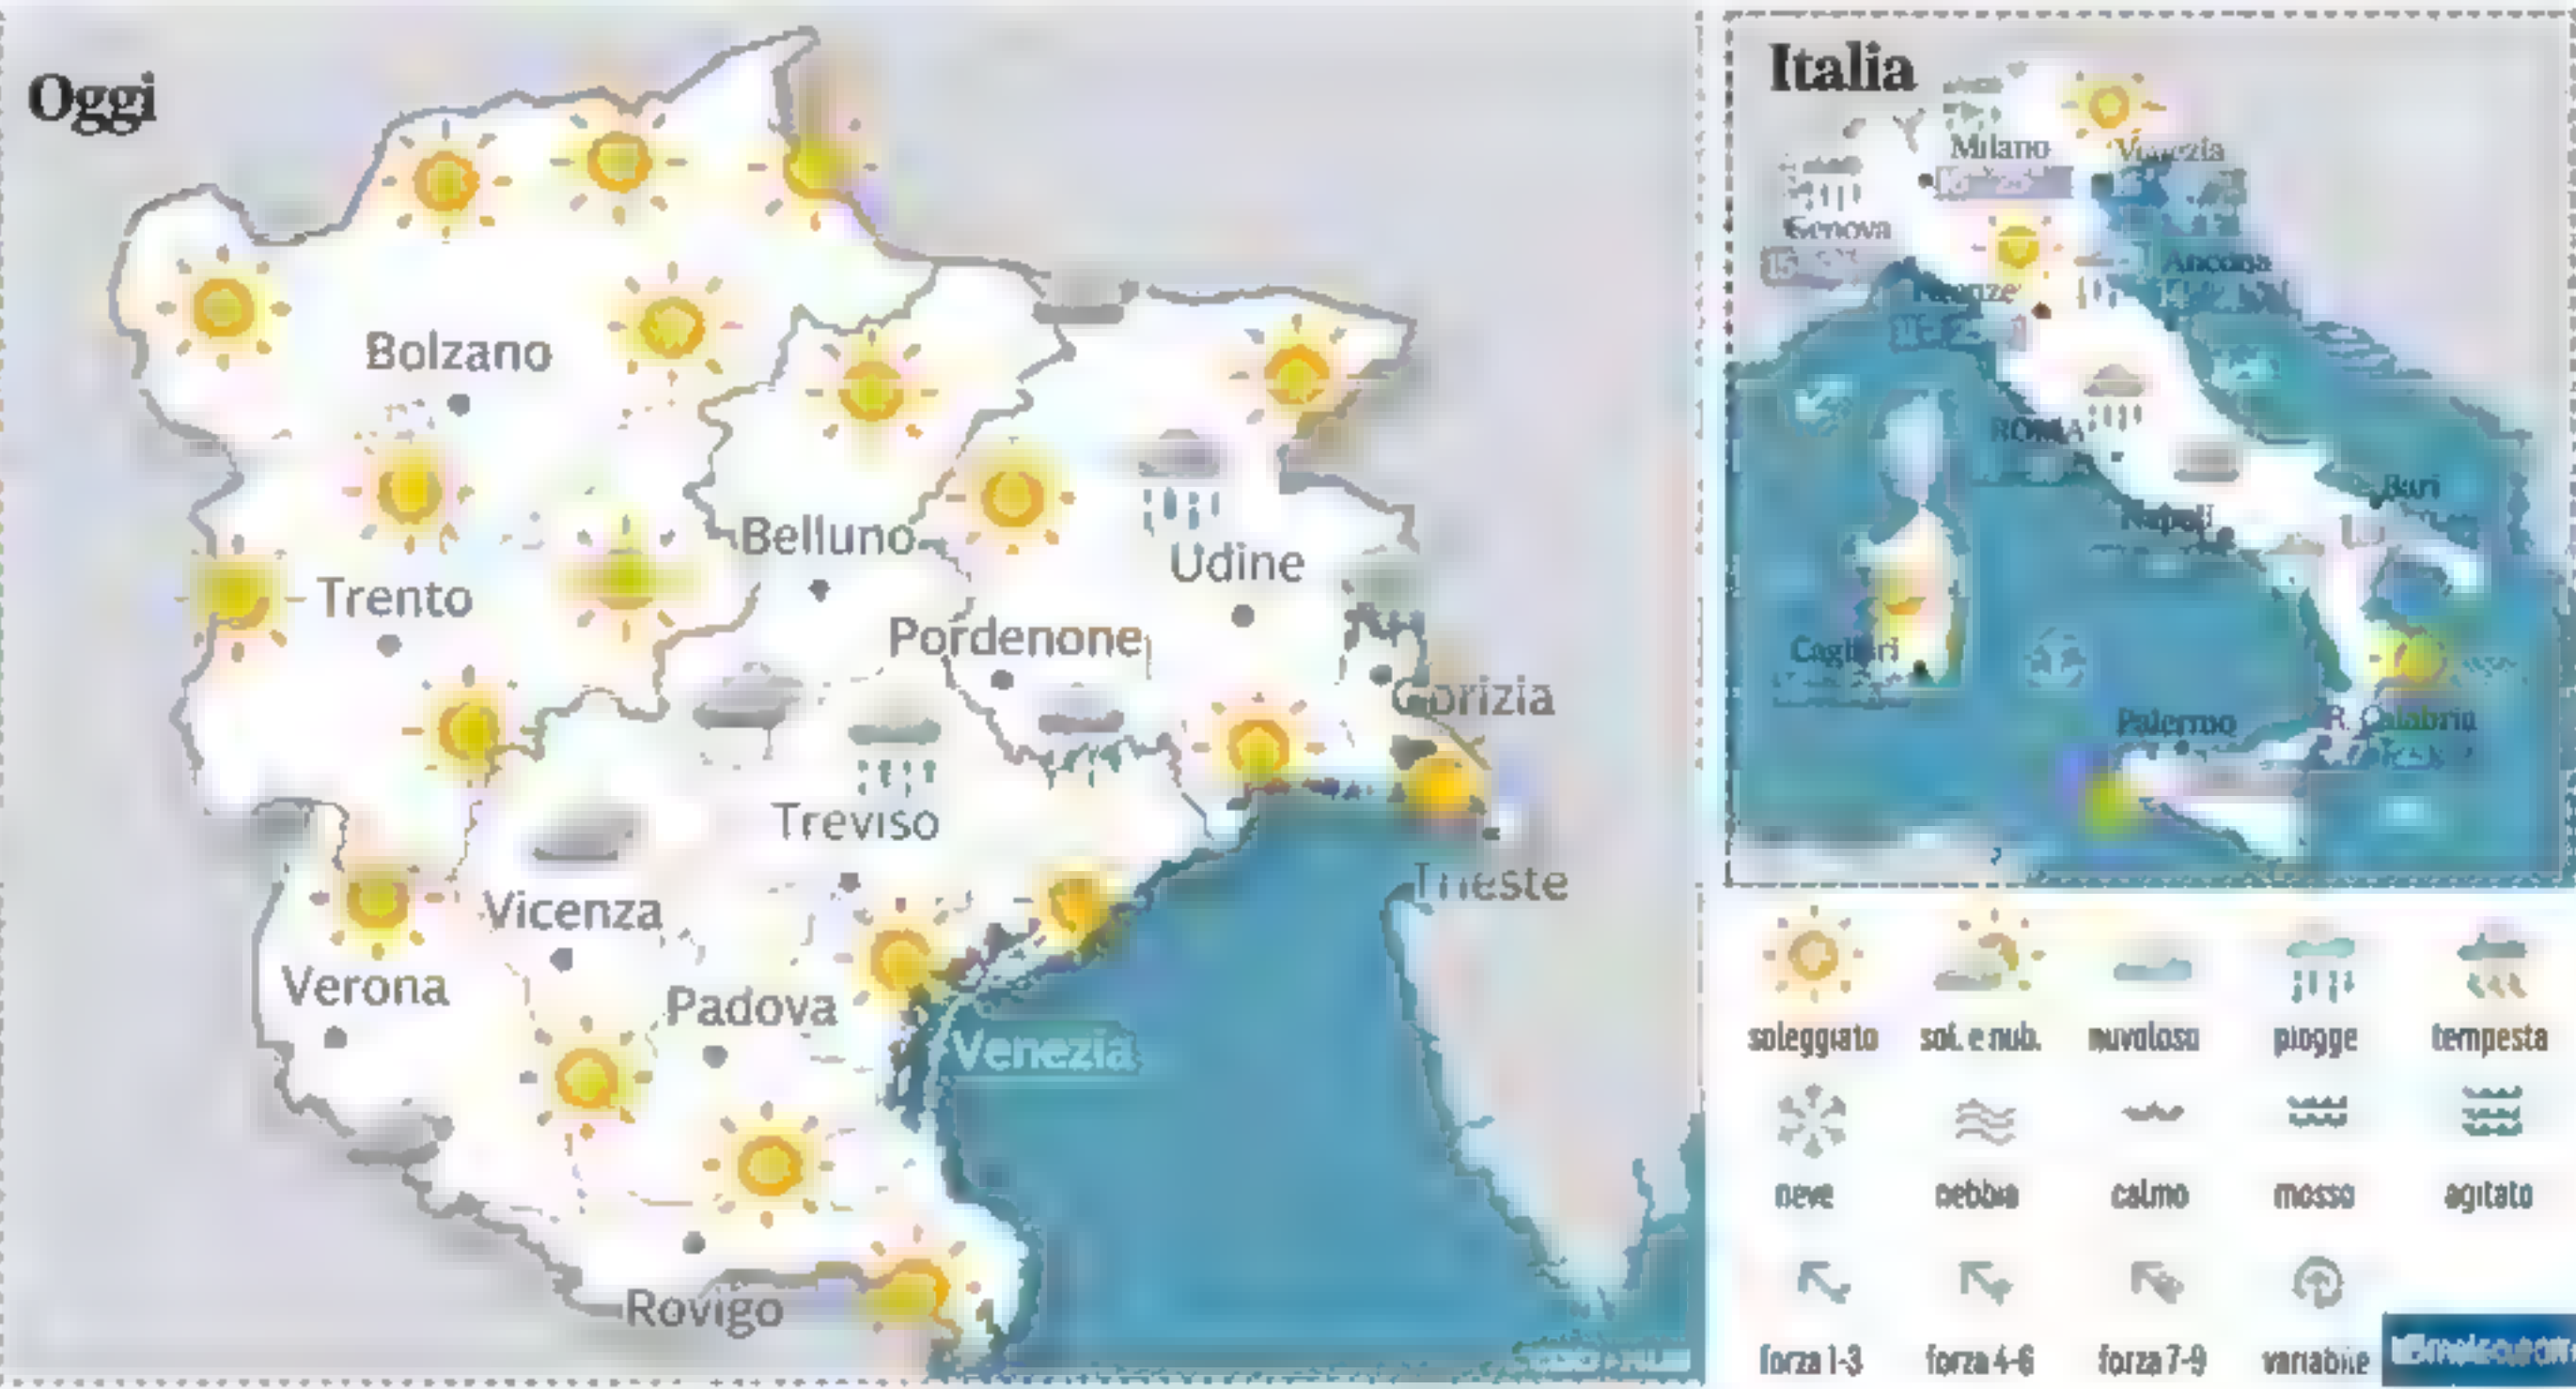 Oggi
Bolzano
Trento
Belluno
Udine
Pordenone
Gorizia
Treviso
Trieste
Vicenza
Verona
Padova
Venezia
Rovigo
Italia
Milano
Venezia
Genova
Ancona
Firenze
ROMA
Bari
Napoli
Cagliari
Palermo
R. Calabria
soleggiato
sol. e nub.
nuvoloso
piogge
tempesta
neve
nebbia
calmo
mosso
agitato
forza 1-3
forza 4-6
forza 7-9
variabile